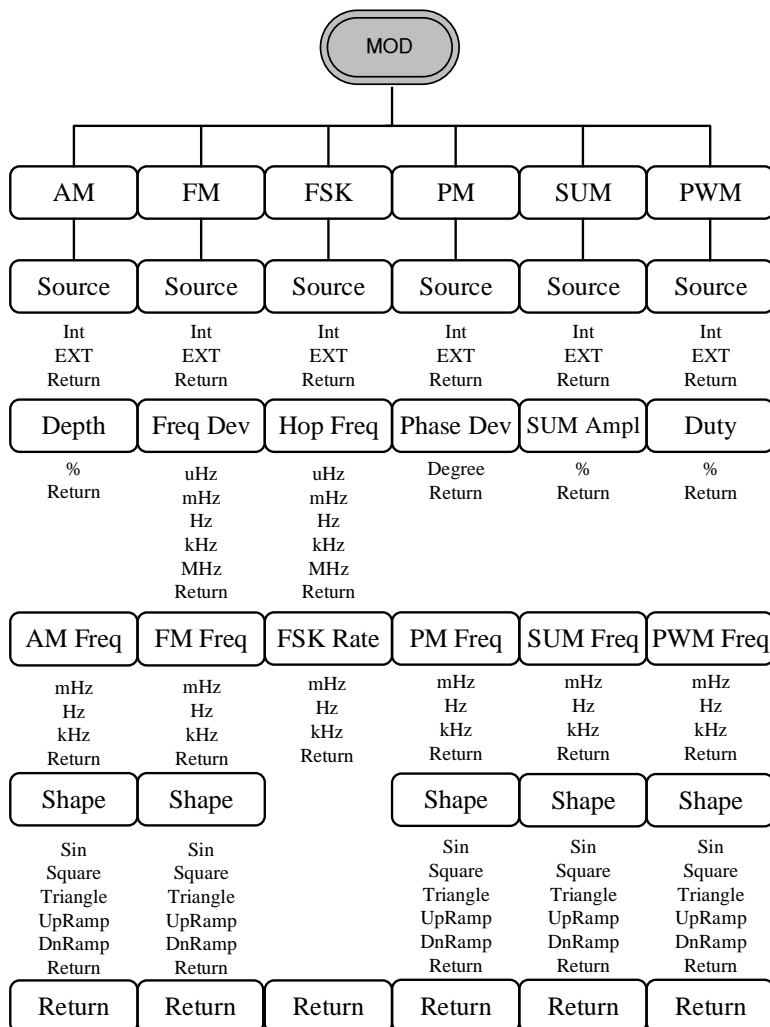 MOD
AM FM FSK PM SUM PWM
Source Source Source Source Source Source
Int Int Int Int Int Int
EXT EXT EXT EXT EXT EXT
Return Return Return Return Return Return
Depth Freq Dev Hop Freq Phase Dev SUM Ampl Duty
% uHz uHz Degree % %
Return mHz mHz Return Return Return
Hz Hz
kHz kHz
MHz MHz
Return Return
AM Freq FM Freq FSK Rate PM Freq SUM Freq PWM Freq
mHz mHz mHz mHz mHz mHz
Hz Hz Hz Hz Hz Hz
kHz kHz kHz kHz kHz kHz
Return Return Return Return Return Return
Shape Shape Shape Shape Shape
Sin Sin Sin Sin Sin
Square Square Square Square Square
Triangle Triangle Triangle Triangle Triangle
UpRamp UpRamp UpRamp UpRamp UpRamp
DnRamp DnRamp DnRamp DnRamp DnRamp
Return Return Return Return Return
Return Return Return Return Return Return